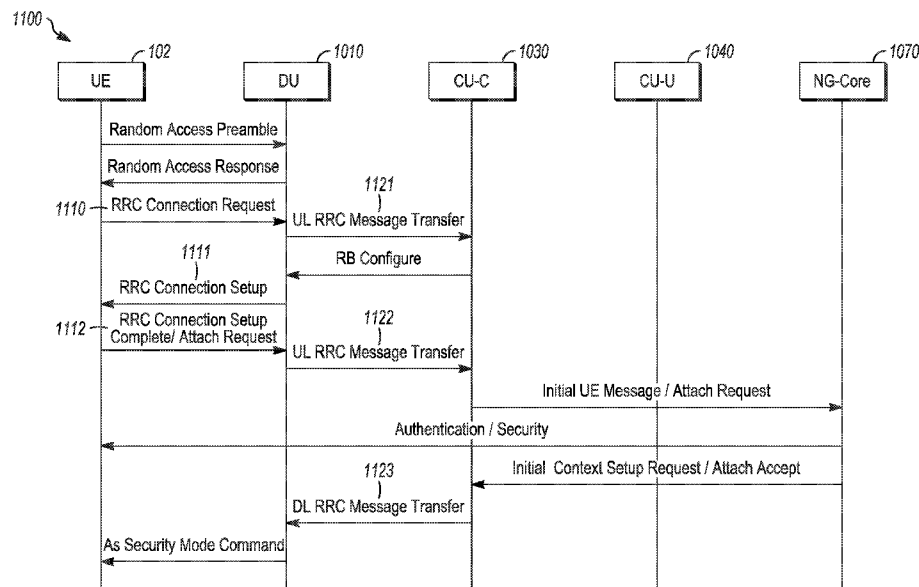 1100
102
1010
1030
1040
1070
UE
DU
CU-C
CU-U
NG-Core
Random Access Preamble
Random Access Response
1121
1110
RRC Connection Request
UL RRC Message Transfer
RB Configure
1111
RRC Connection Setup
1112
RRC Connection Setup
Complete/ Attach Request
1122
UL RRC Message Transfer
Initial UE Message / Attach Request
Authentication / Security
Initial Context Setup Request / Attach Accept
1123
DL RRC Message Transfer
As Security Mode Command